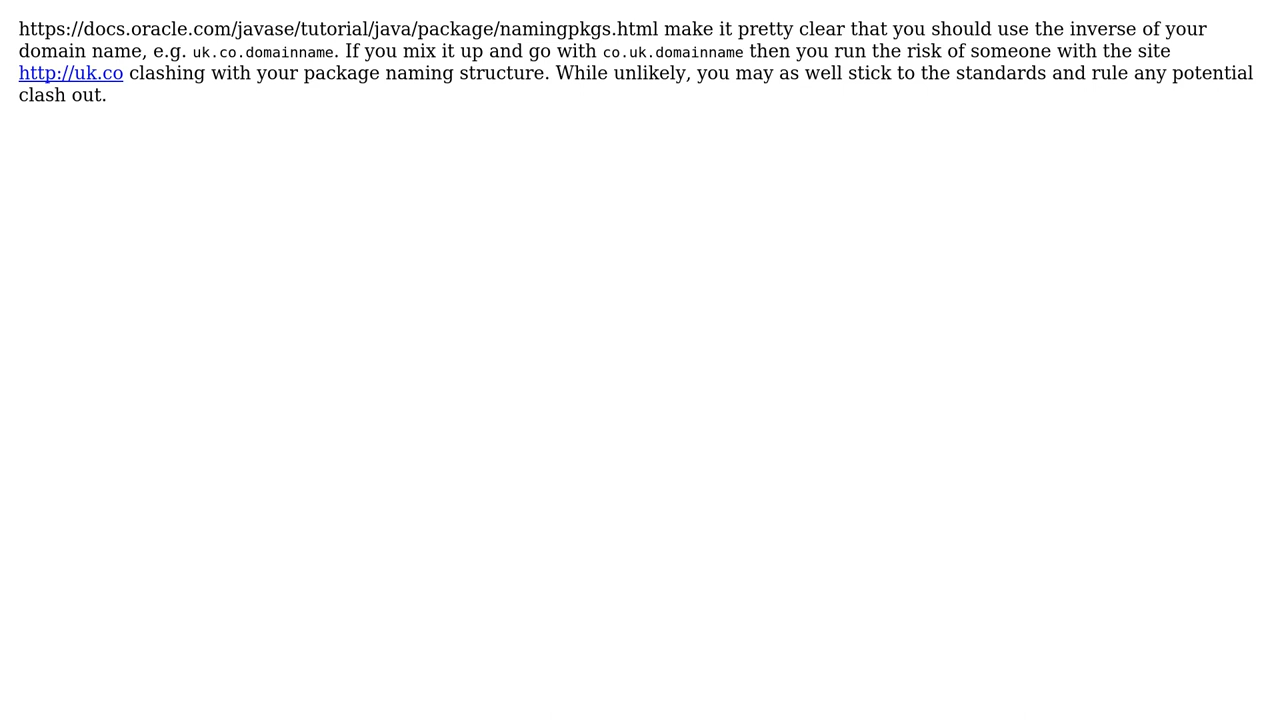 https://docs.oracle.com/javase/tutorial/java/package/namingpkgs.html make it pretty clear that you should use the inverse of your
domain name, e.g. uk.co.domainname. If you mix it up and go with co.uk.domainname then you run the risk of someone with the site
http://uk.co clashing with your package naming structure. While unlikely, you may as well stick to the standards and rule any potential
clash out.